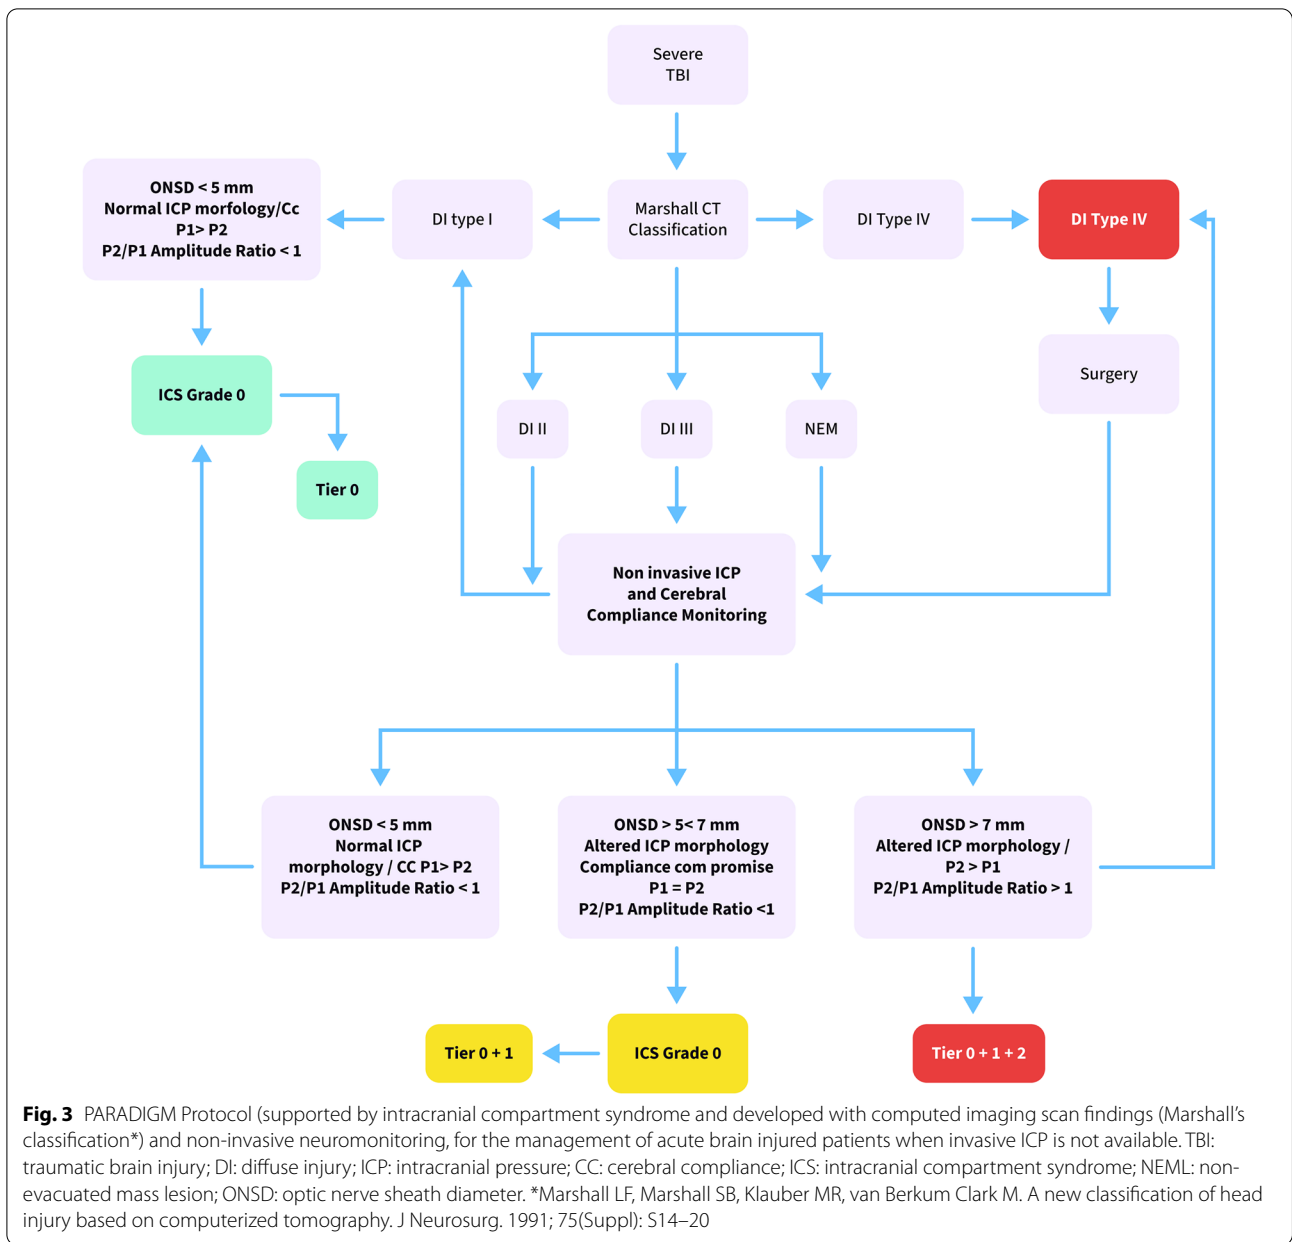 Severe
TBI
ONSD < 5 mm
Normal ICP morfology/Cc
P1> P2
P2/P1 Amplitude Ratio < 1
DI type I
Marshall CT
Classification
DI Type IV
DI Type IV
Surgery
ICS Grade 0
Tier 0
DI II
DI III
NEM
Non invasive ICP
and Cerebral
Compliance Monitoring
ONSD < 5 mm
Normal ICP
morphology / CC P1> P2
P2/P1 Amplitude Ratio < 1
ONSD > 5< 7 mm
Altered ICP morphology
Compliance com promise
P1 = P2
P2/P1 Amplitude Ratio <1
ONSD > 7 mm
Altered ICP morphology /
P2 > P1
P2/P1 Amplitude Ratio > 1
Tier 0 + 1
ICS Grade 0
Tier 0 + 1 + 2
Fig. 3 PARADIGM Protocol (supported by intracranial compartment syndrome and developed with computed imaging scan findings (Marshall's
classification*) and non-invasive neuromonitoring, for the management of acute brain injured patients when invasive ICP is not available. TBI:
traumatic brain injury; DI: diffuse injury; ICP: intracranial pressure; CC: cerebral compliance; ICS: intracranial compartment syndrome; NEML: non-
evacuated mass lesion; ONSD: optic nerve sheath diameter. *Marshall LF, Marshall SB, Klauber MR, van Berkum Clark M. A new classification of head
injury based on computerized tomography. J Neurosurg. 1991; 75(Suppl): S14–20